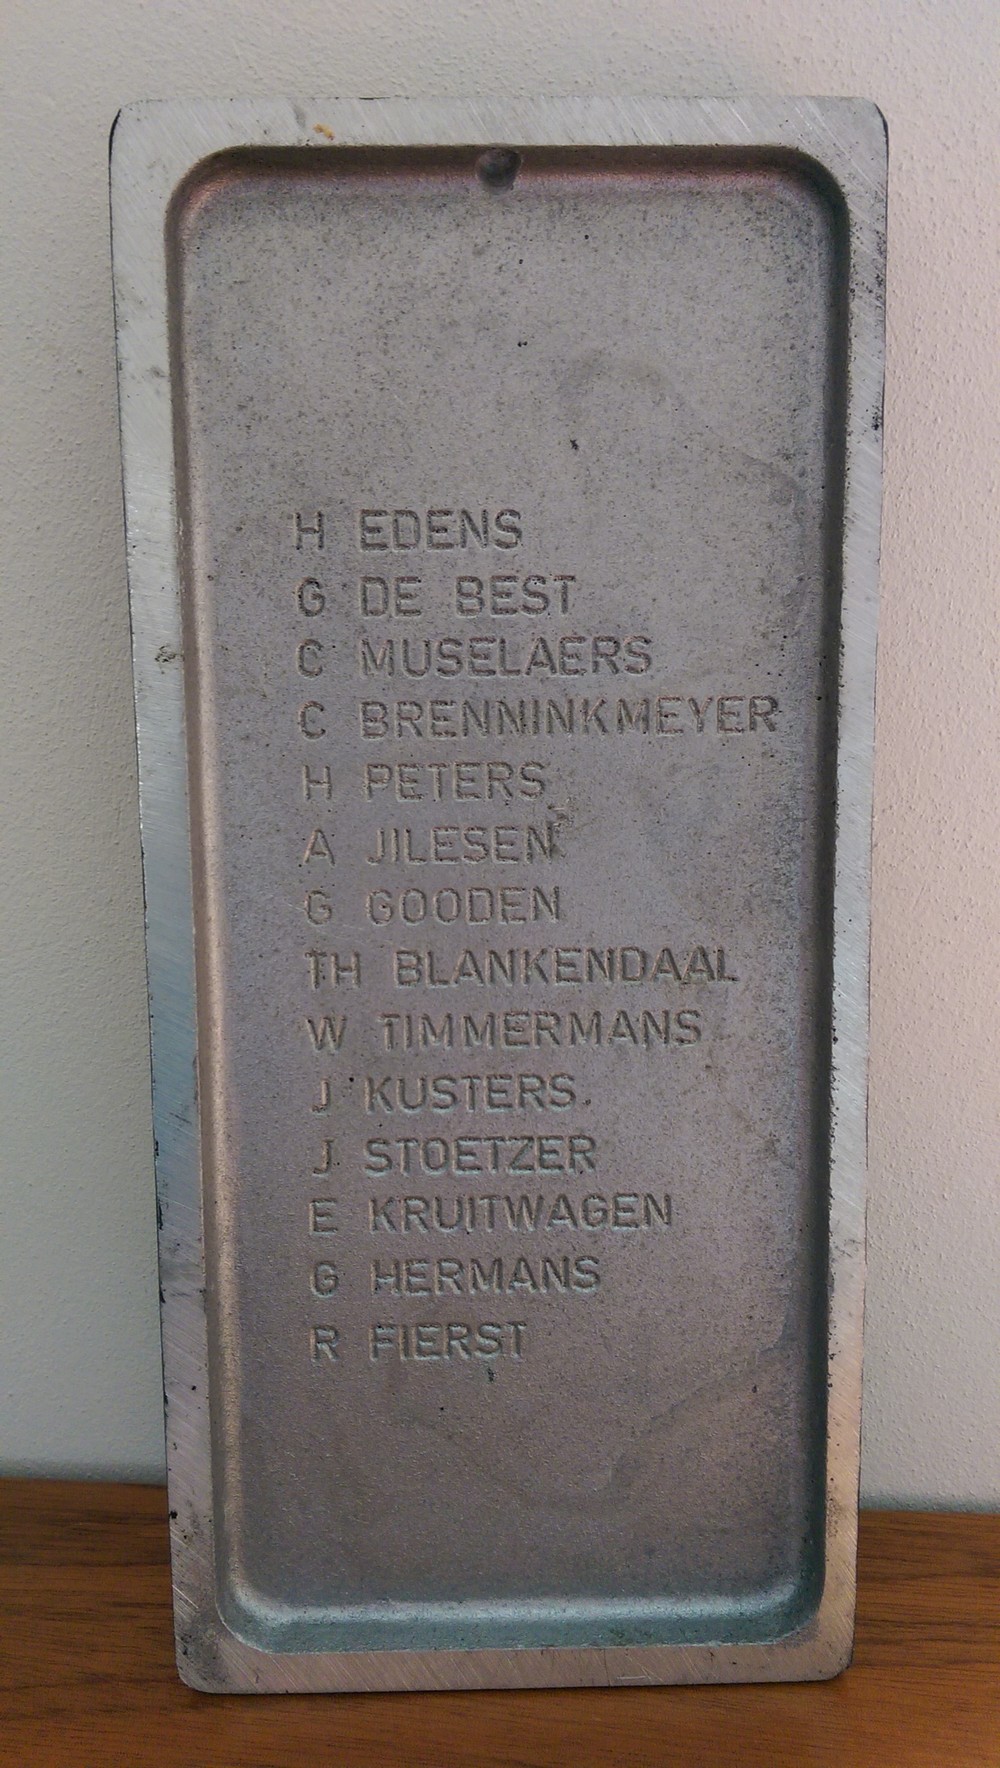 H EDENS
G DE BEST
C MUSELAERS
C BRENNINKMEYER
H PETERS
A JILESEN
G GOODEN
TH BLANKENDAAL
W TIMMERMANS
J KUSTERS.
J STOETZER
E KRUITWAGEN
G HERMANS
R FIERST